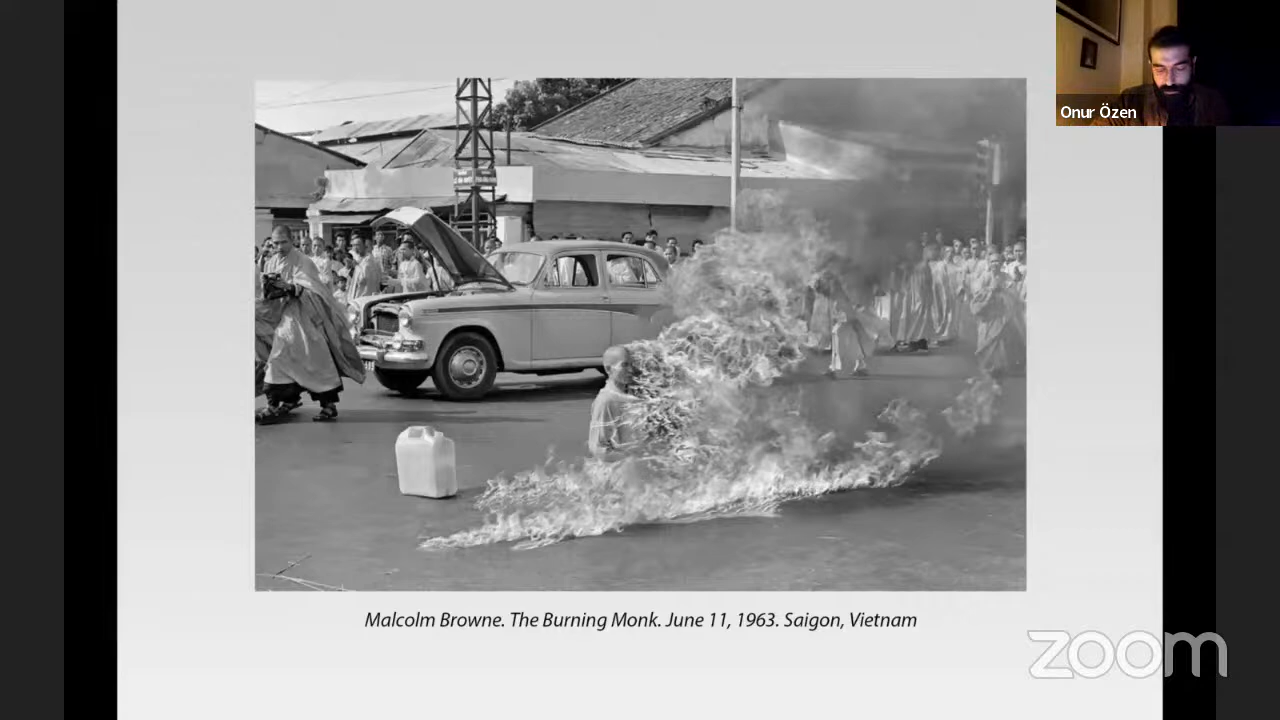 Onur Özen
Malcolm Browne. The Burning Monk. June 11, 1963. Saigon, Vietnam
zoom